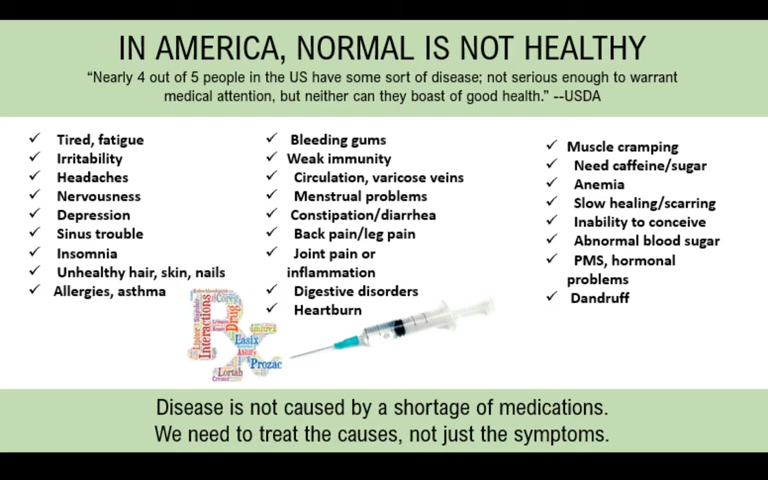 IN AMERICA, NORMAL IS NOT HEALTHY
“Nearly 4 out of 5 people in the US have some sort of disease; not serious enough to warrant
medical attention, but neither can they boast of good health.” --USDA
✓ Tired, fatigue
✓ Irritability
✓ Headaches
✓ Nervousness
✓ Depression
✓ Sinus trouble
✓ Insomnia
✓ Unhealthy hair, skin, nails
✓ Allergies, asthma
✓ Bleeding gums
✓ Weak immunity
✓ Circulation, varicose veins
✓ Menstrual problems
✓ Constipation/diarrhea
✓ Back pain/leg pain
✓ Joint pain or
inflammation
✓ Digestive disorders
✓ Heartburn
✓ Muscle cramping
✓ Need caffeine/sugar
✓ Anemia
✓ Slow healing/scarring
✓ Inability to conceive
✓ Abnormal blood sugar
✓ PMS, hormonal
problems
✓ Dandruff
Interactions
Drug
Lasix
Prozac
Lortab
Disease is not caused by a shortage of medications.
We need to treat the causes, not just the symptoms.